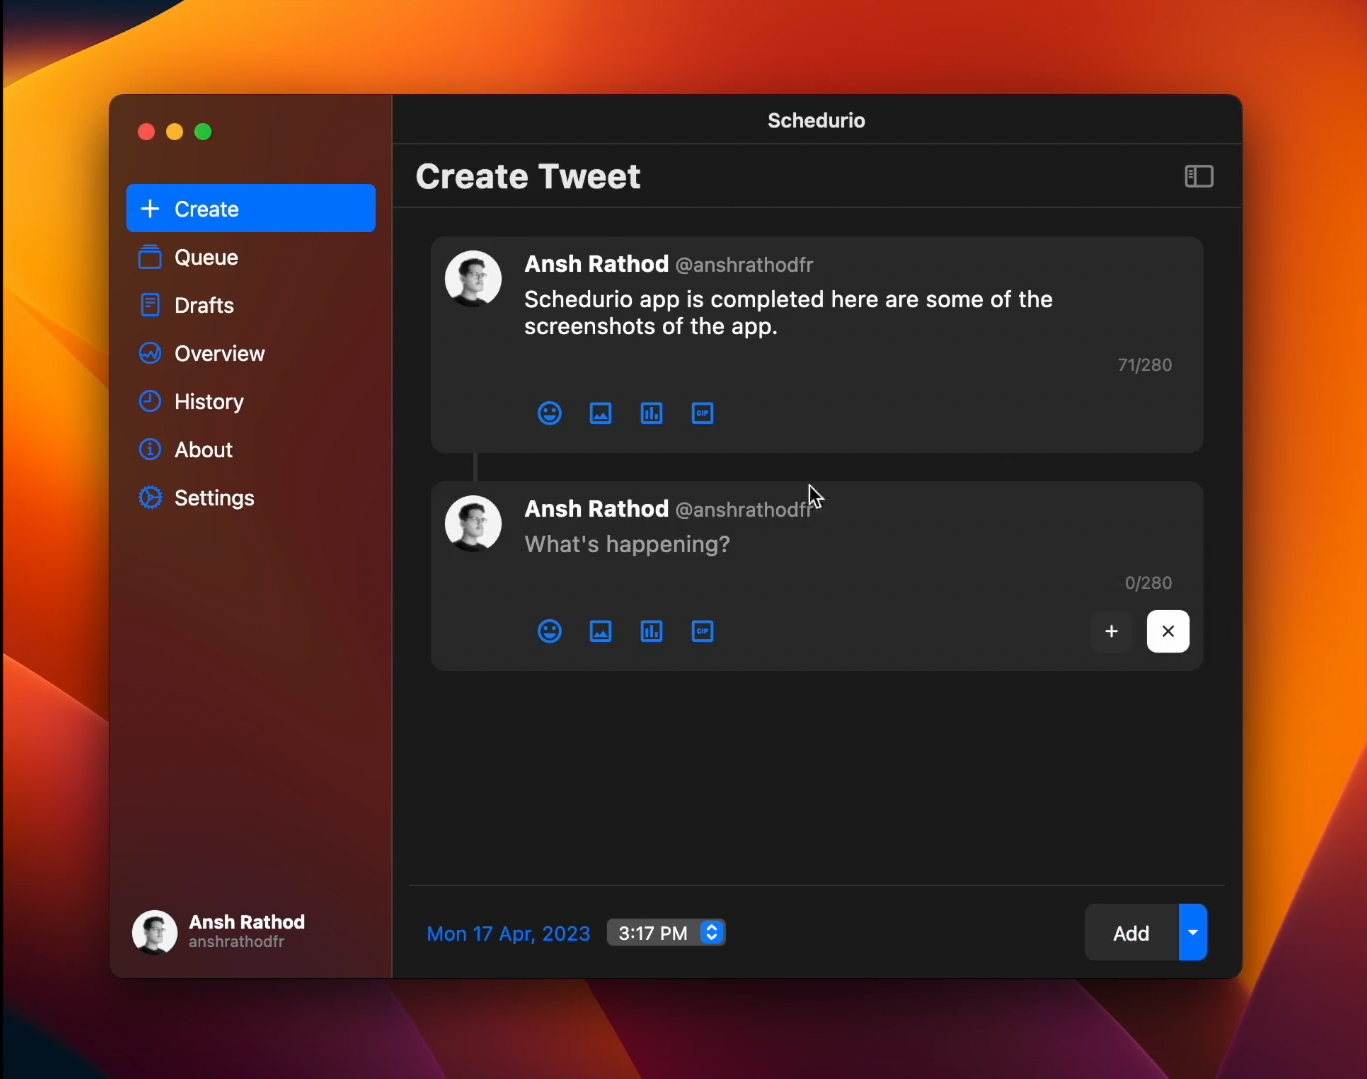 Schedurio
Create Tweet
Create
Queue
Drafts
Overview
History
About
Settings
Ansh Rathod @anshrathodfr
Schedurio app is completed here are some of the
screenshots of the app.
71/280
GIF
Ansh Rathod @anshrathodfr
What's happening?
0/280
GIF
Ansh Rathod
anshrathodfr
Mon 17 Apr, 2023
3:17 PM
Add